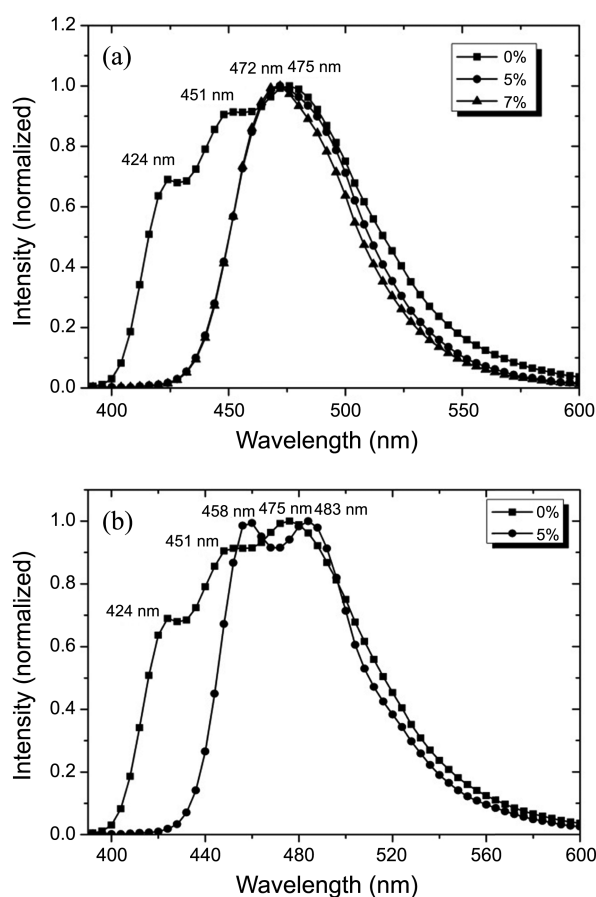 (a)
Intensity (normalized)
1.2
1.0
0.8
0.6
0.4
0.2
0.0
424 nm
451 nm
472 nm 475 nm
0%
5%
7%
400 450 500 550 600
Wavelength (nm)
(b)
Intensity (normalized)
1.0
0.8
0.6
0.4
0.2
0.0
424 nm
451 nm
458 nm 475 nm 483 nm
0%
5%
400 440 480 520 560 600
Wavelength (nm)